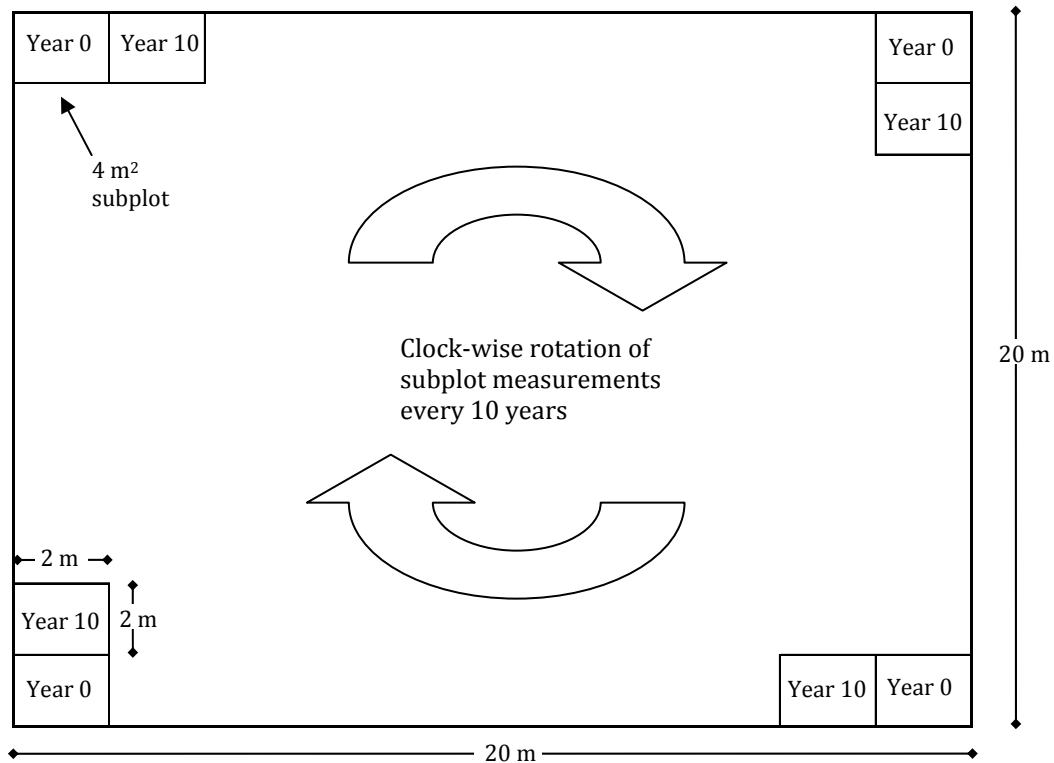 Year 0
Year 10
Year 0
Year 10
4 m²
subplot
Clock-wise rotation of
subplot measurements
every 10 years
20 m
2 m
Year 10
2 m
Year 0
Year 10
Year 0
20 m